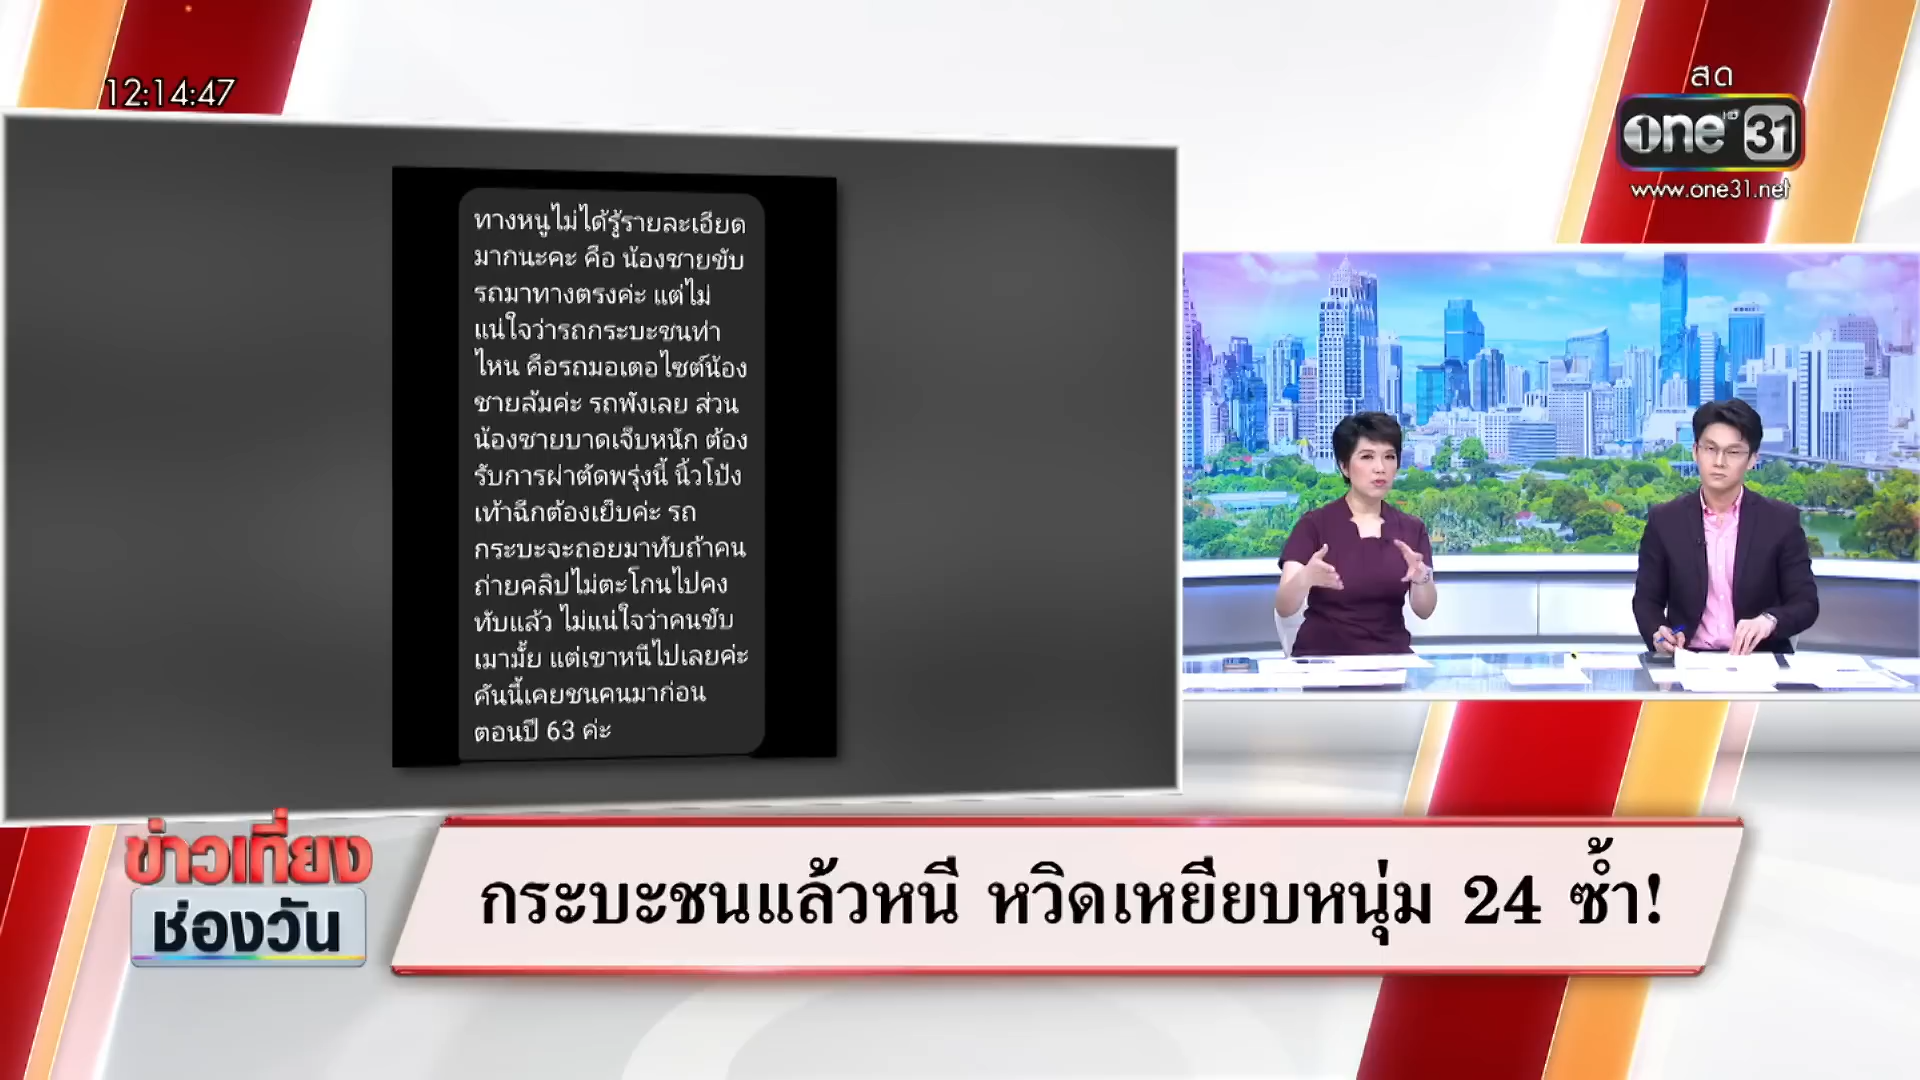 12:14:47
สด
one HD 31
www.one31.net
ทางหนูไม่ได้รู้รายละเอียด
มากนะคะ คือ น้องชายขับ
รถมาทางตรงค่ะ แต่ไม่
แน่ใจว่ารถกระบะชนท่า
ไหน คือรถมอเตอไซต์น้อง
ชายล้มค่ะ รถพังเลย ส่วน
น้องชายบาดเจ็บหนัก ต้อง
รับการฝ่าตัดพรุ่งนี้ นิ้วโป้ง
เท้าฉีกต้องเย็บค่ะ รถ
กระบะจะถอยมาทับถ้าคน
ถ่ายคลิปไม่ตะโกนไปคง
ทับแล้ว ไม่แน่ใจว่าคนขับ
เมามั้ย แต่เขาหนีไปเลยค่ะ
คันนี้เคยชนคนมาก่อน
ตอนปี 63 ค่ะ
ข่าวเที่ยง
ช่องวัน
กระบะชนแล้วหนี หวิดเหยียบหนุ่ม 24 ซ้ำ!